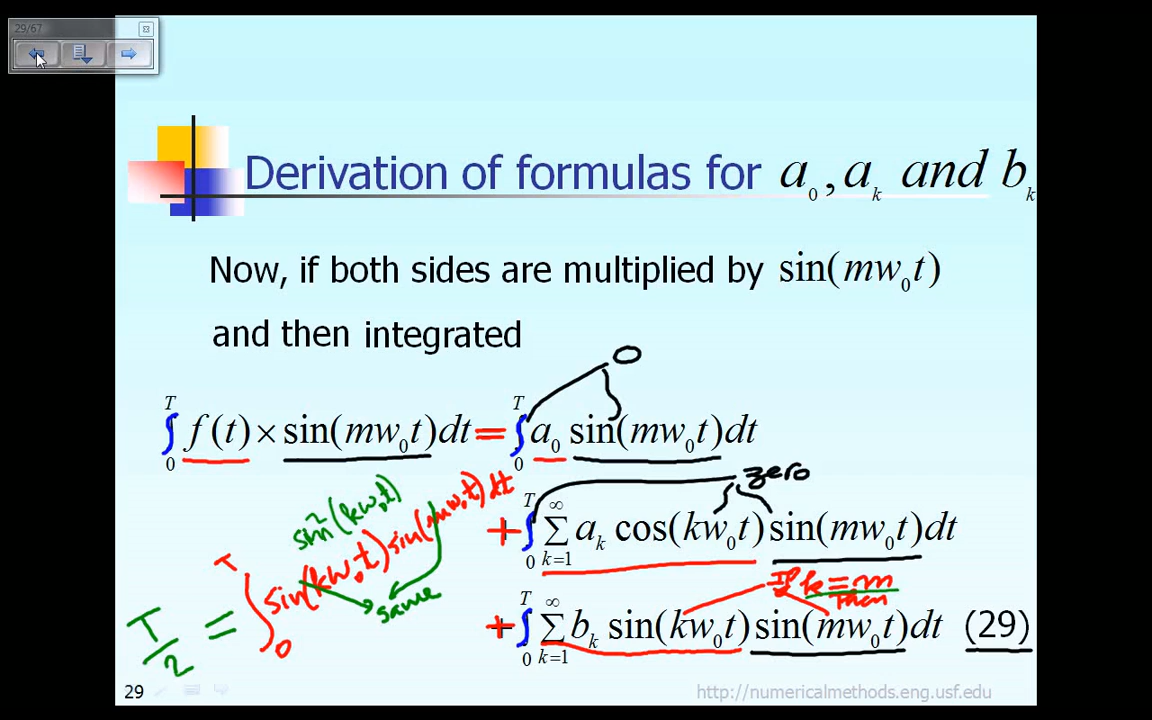 29/67
Derivation of formulas for a₀, aₖ and bₖ
Now, if both sides are multiplied by sin(mw₀t)
and then integrated
0
∫₀ᵀ f(t) × sin(mw₀t)dt = ∫₀ᵀ a₀ sin(mw₀t)dt
zero
+ ∫₀ᵀ ∑ₖ₌₁^∞ aₖ cos(kw₀t) sin(mw₀t)dt
sin²(kw₀t)
If k = m
Then
T/2 = ∫₀ᵀ sin(kw₀t) sin(mw₀t) dt
same
+ ∫₀ᵀ ∑ₖ₌₁^∞ bₖ sin(kw₀t) sin(mw₀t)dt (29)
29
http://numericalmethods.eng.usf.edu